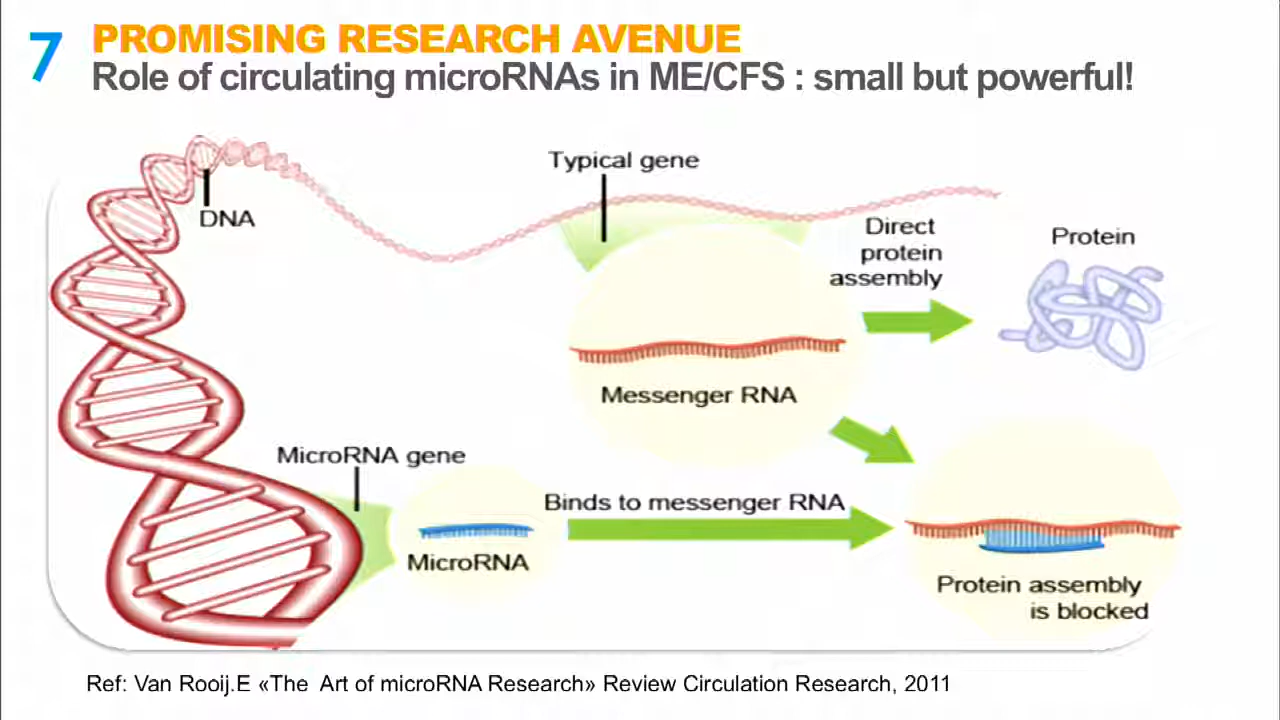 7
PROMISING RESEARCH AVENUE
Role of circulating microRNAs in ME/CFS : small but powerful!
Typical gene
DNA
Direct
protein
assembly
Protein
Messenger RNA
MicroRNA gene
Binds to messenger RNA
MicroRNA
Protein assembly
is blocked
Ref: Van Rooij.E «The Art of microRNA Research» Review Circulation Research, 2011